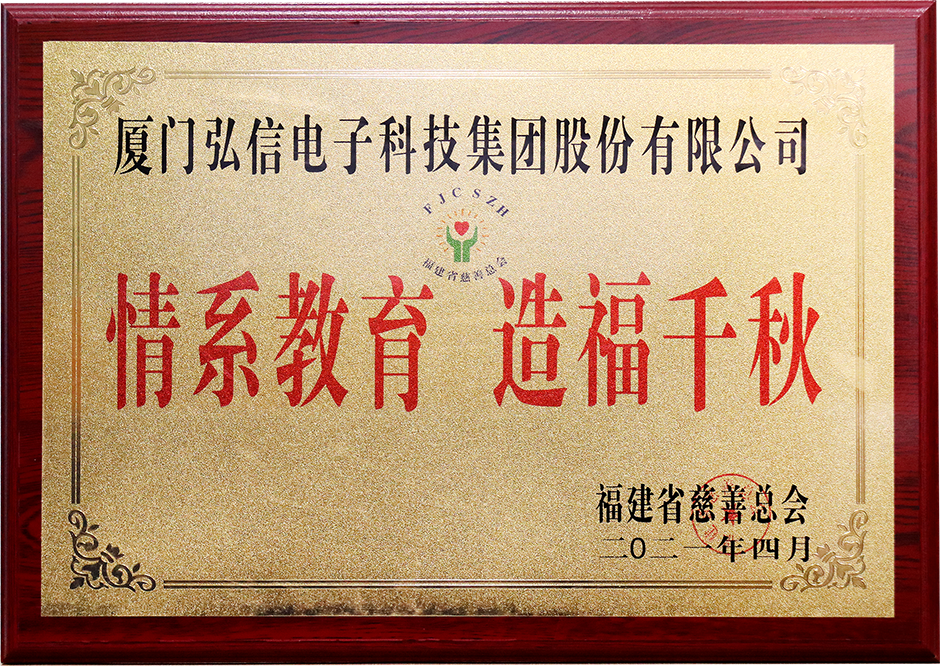 厦门弘信电子科技集团股份有限公司
FJCSZH
福建省慈善总会
情系教育 造福千秋
福建省慈善总会
二0二一年四月